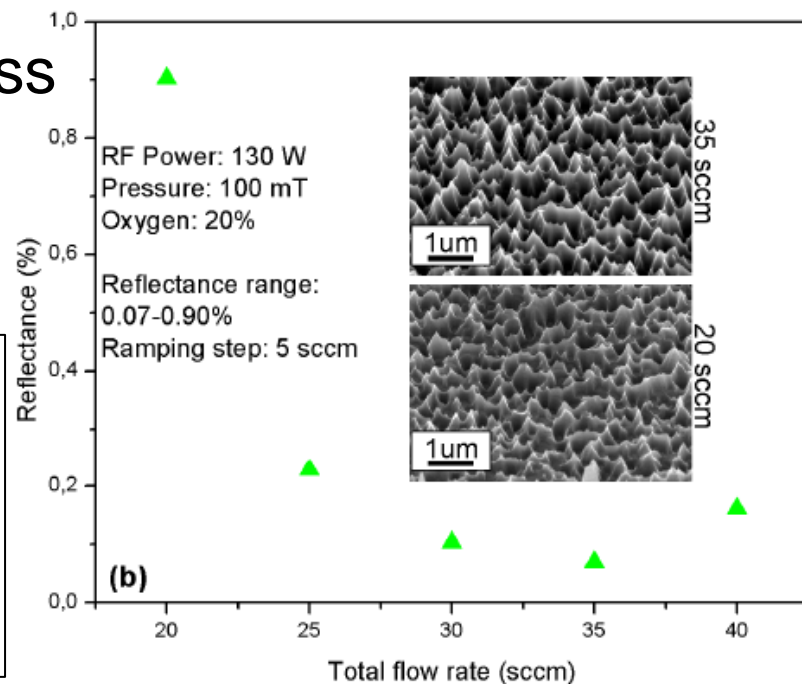 ss
1,0
0,8
0,6
0,4
0,2
0,0
Reflectance (%)
RF Power: 130 W
Pressure: 100 mT
Oxygen: 20%
Reflectance range:
0.07-0.90%
Ramping step: 5 sccm
1um
35 sccm
1um
20 sccm
(b)
20 25 30 35 40
Total flow rate (sccm)